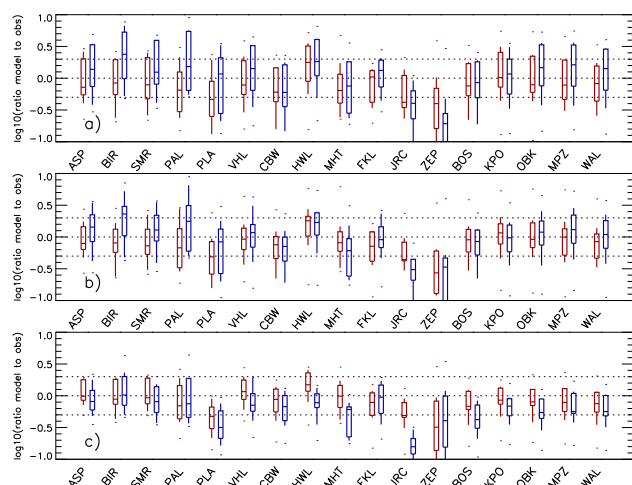 1.0
0.5
0.0
-0.5
-1.0
log10(ratio model to obs)
a)
ASP BIR SMR PAL PLA VHL CBW HWL MHT FKL JRC ZEP BOS KPO OBK MPZ WAL
1.0
0.5
0.0
-0.5
-1.0
log10(ratio model to obs)
b)
ASP BIR SMR PAL PLA VHL CBW HWL MHT FKL JRC ZEP BOS KPO OBK MPZ WAL
1.0
0.5
0.0
-0.5
-1.0
log10(ratio model to obs)
c)
ASP BIR SMR PAL PLA VHL CBW HWL MHT FKL JRC ZEP BOS KPO OBK MPZ WAL